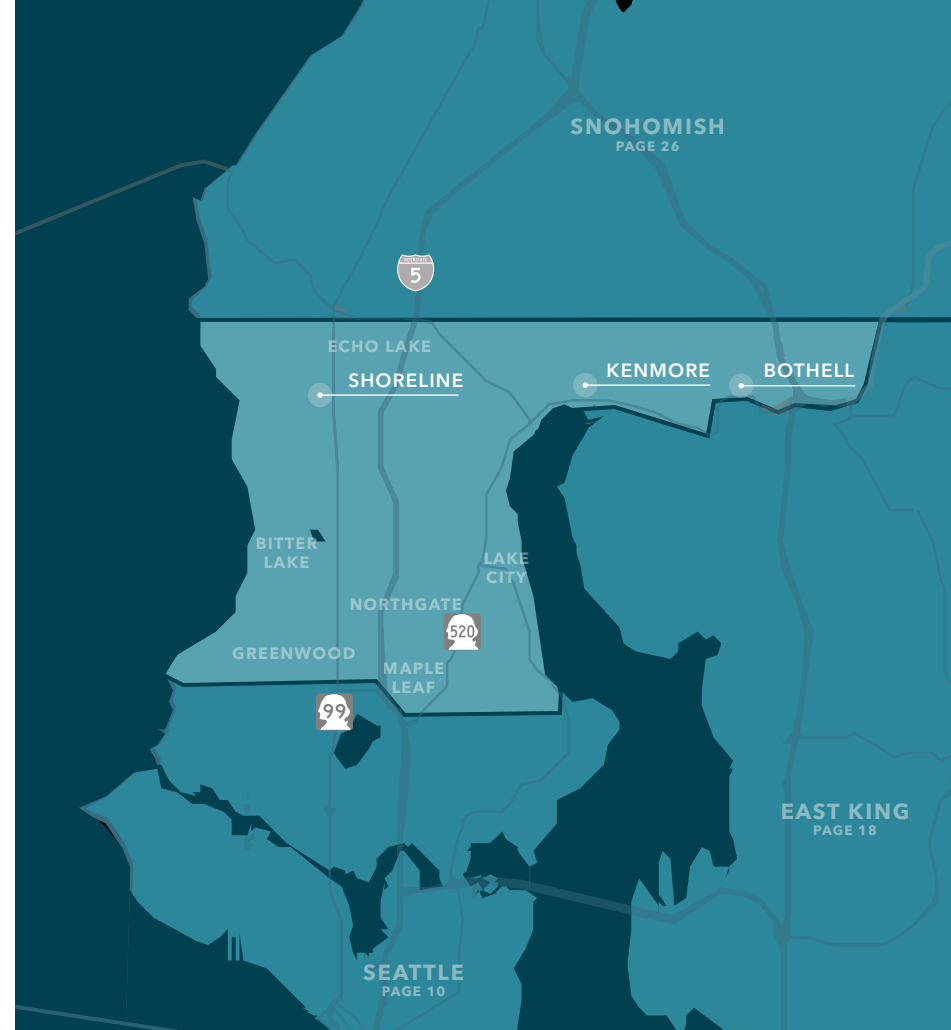 SNOHOMISH
PAGE 26
INTERSTATE
5
ECHO LAKE
SHORELINE
KENMORE
BOTHELL
BITTER
LAKE
LAKE
CITY
NORTHGATE
520
GREENWOOD
MAPLE
LEAF
99
EAST KING
PAGE 18
SEATTLE
PAGE 10